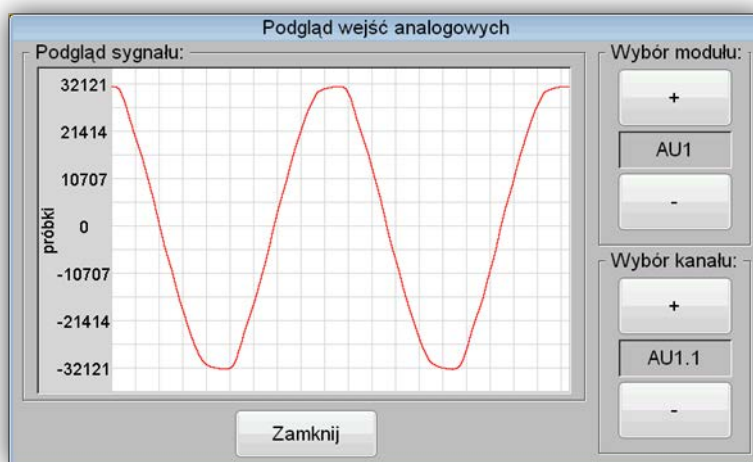 Podgląd wejść analogowych
Podgląd sygnału:
32121
21414
10707
0
-10707
-21414
-32121
próbki
Wybór modułu:
+
AU1
-
Wybór kanału:
+
AU1.1
-
Zamknij